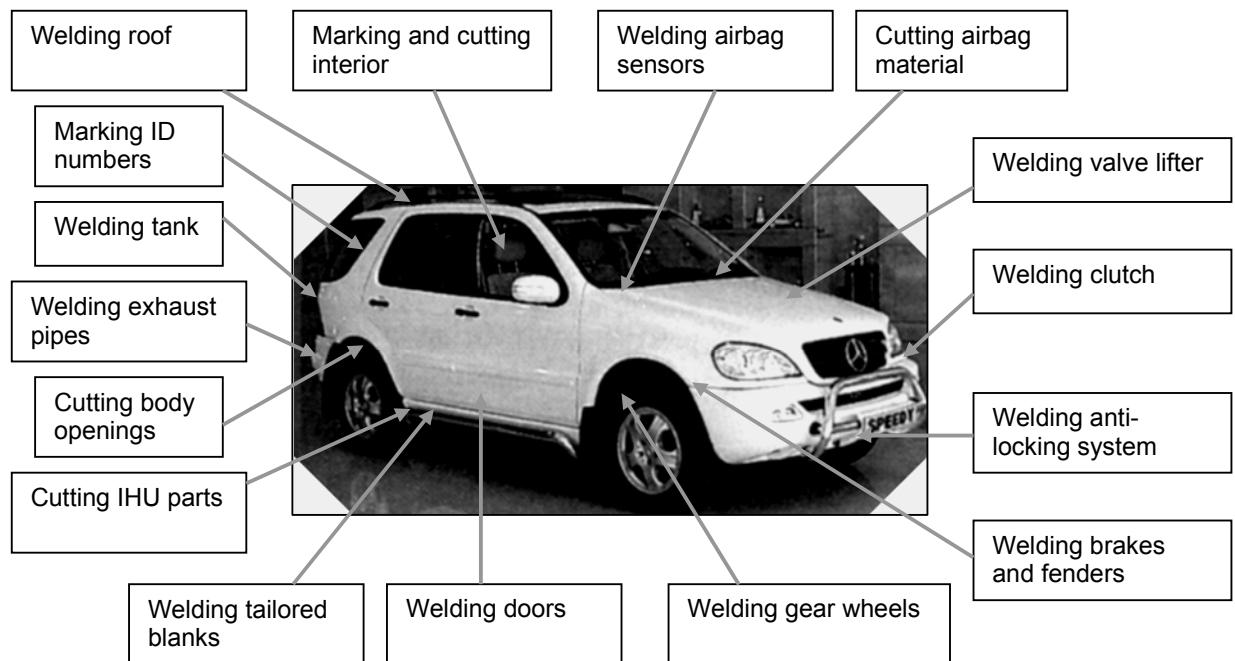 Welding roof
Marking and cutting
interior
Welding airbag
sensors
Cutting airbag
material
Marking ID
numbers
Welding valve lifter
Welding tank
Welding clutch
Welding exhaust
pipes
Cutting body
openings
Welding anti-
locking system
SPEEDY
Cutting IHU parts
Welding brakes
and fenders
Welding tailored
blanks
Welding doors
Welding gear wheels